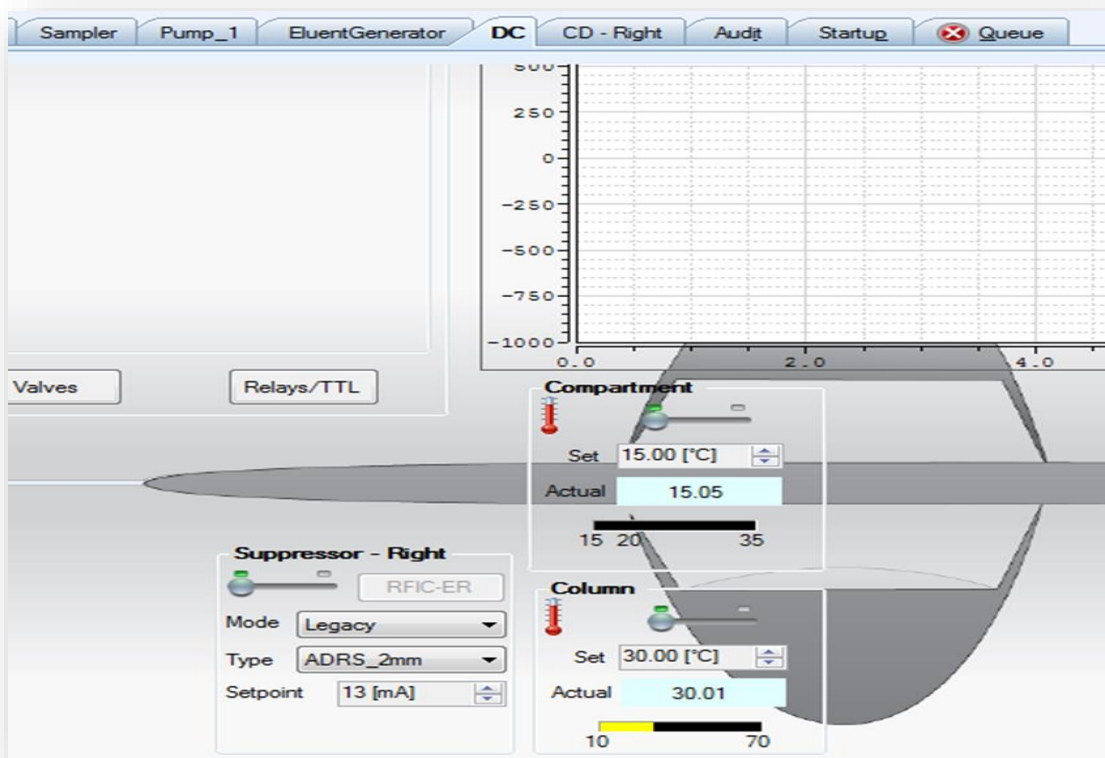 Sampler Pump_1 EluentGenerator DC CD - Right Audit Startup Queue
500
250
0
-250
-500
-750
-1000
0.0 2.0 4.0
Valves Relays/TTL
Compartment
Set 15.00 [°C]
Actual 15.05
15 20 35
Suppressor - Right
RFIC-ER
Mode Legacy
Type ADRS_2mm
Setpoint 13 [mA]
Column
Set 30.00 [°C]
Actual 30.01
10 70